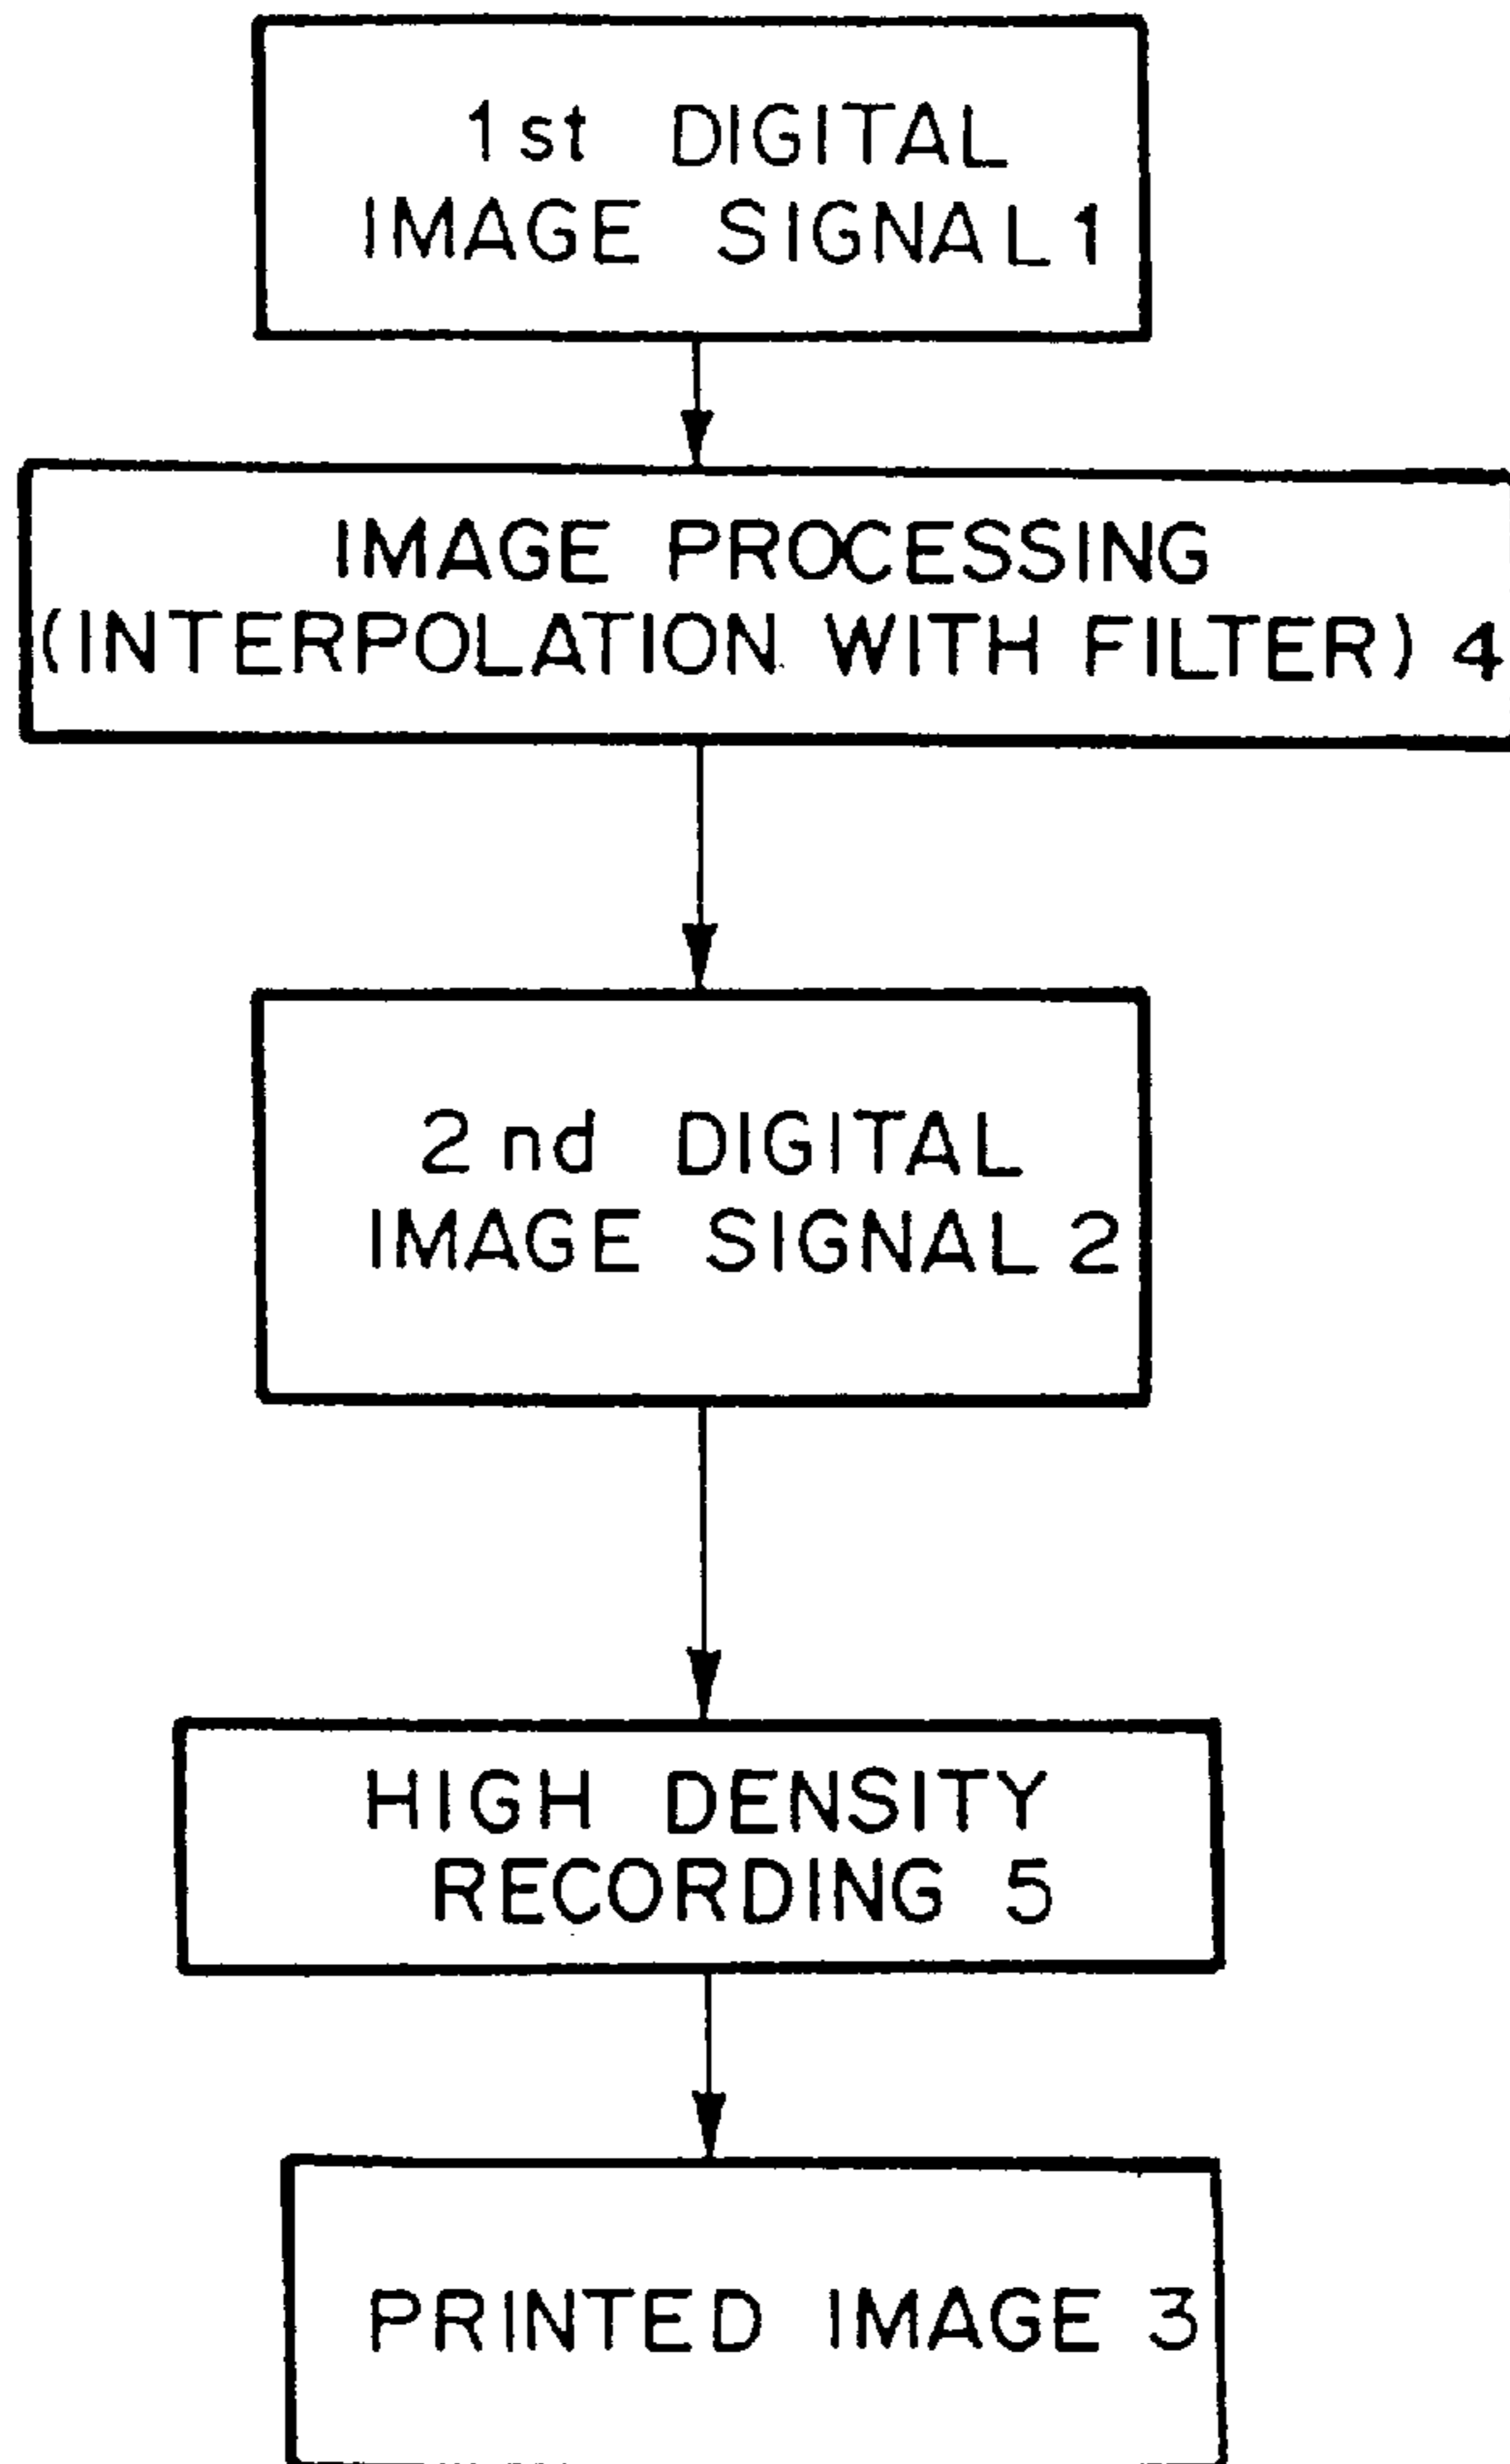 1st DIGITAL
IMAGE SIGNAL 1
IMAGE PROCESSING
(INTERPOLATION WITH FILTER) 4
2nd DIGITAL
IMAGE SIGNAL 2
HIGH DENSITY
RECORDING 5
PRINTED IMAGE 3